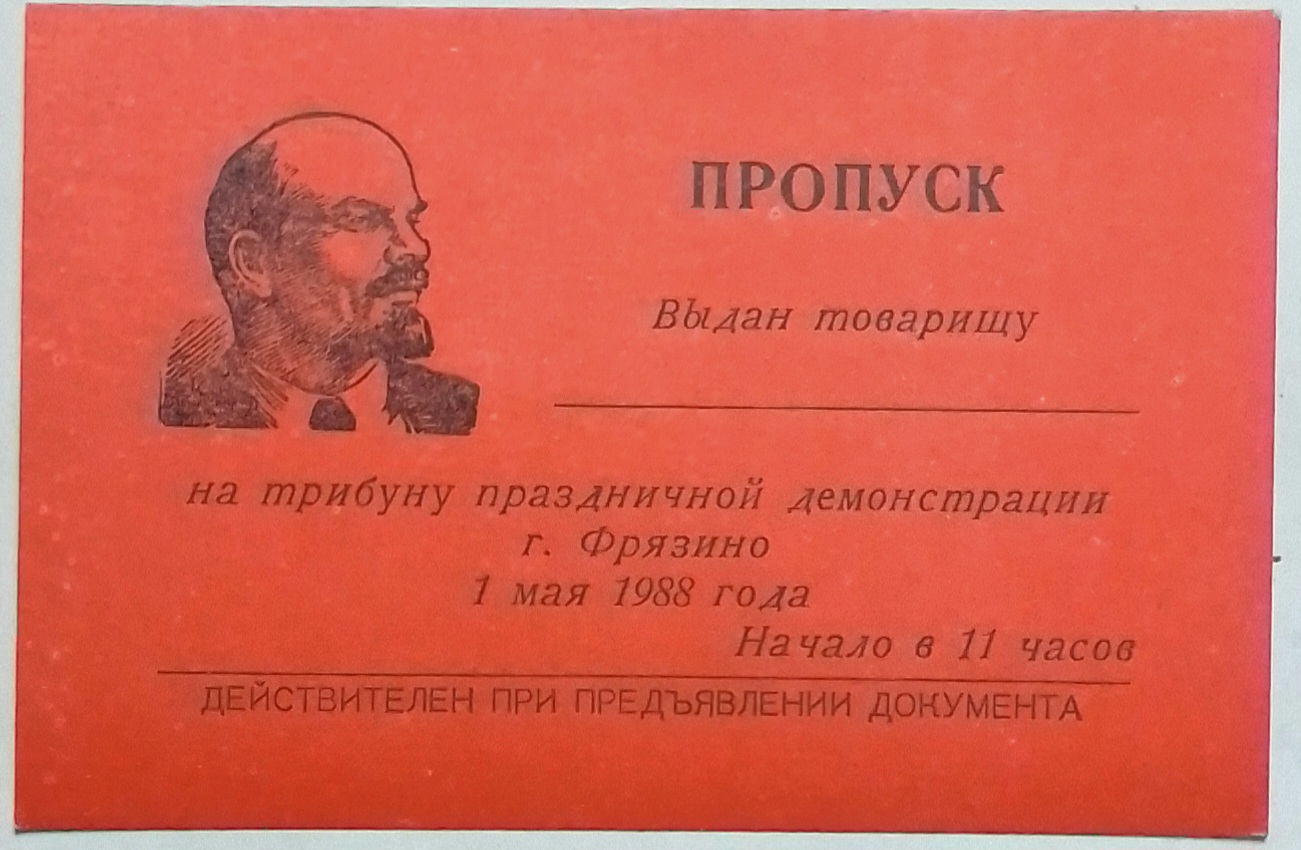 ПРОПУСК
Выдан товарищу
на трибуну праздничной демонстрации
г. Фрязино
1 мая 1988 года
Начало в 11 часов
ДЕЙСТВИТЕЛЕН ПРИ ПРЕДЪЯВЛЕНИИ ДОКУМЕНТА